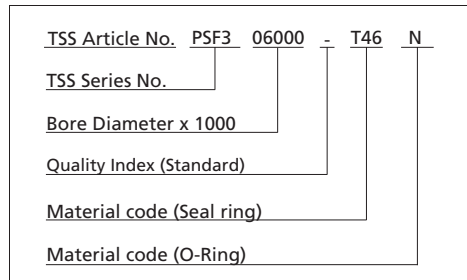 TSS Article No. PSF3 06000 - T46 N
TSS Series No.
Bore Diameter x 1000
Quality Index (Standard)
Material code (Seal ring)
Material code (O-Ring)